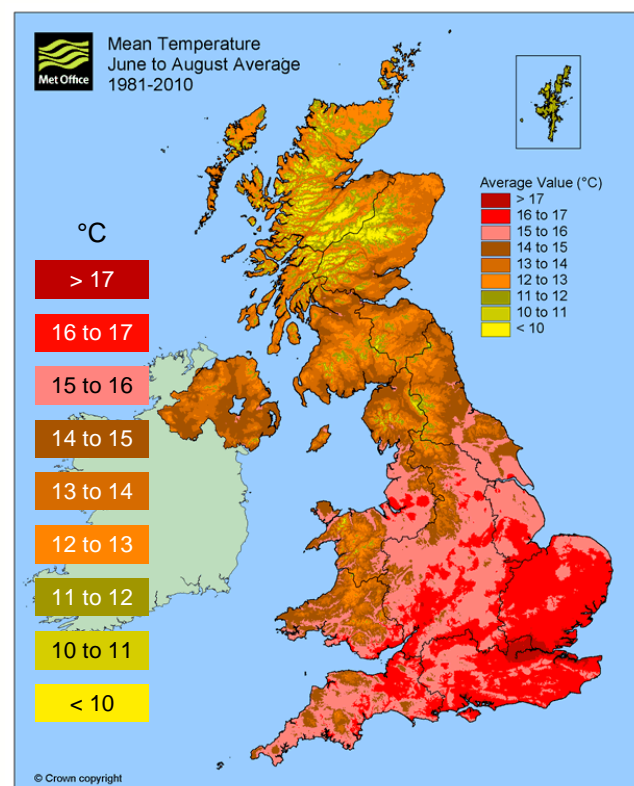 Met Office
Mean Temperature
June to August Average
1981-2010
Average Value (°C)
> 17
16 to 17
15 to 16
14 to 15
13 to 14
12 to 13
11 to 12
10 to 11
< 10
°C
> 17
16 to 17
15 to 16
14 to 15
13 to 14
12 to 13
11 to 12
10 to 11
< 10
© Crown copyright